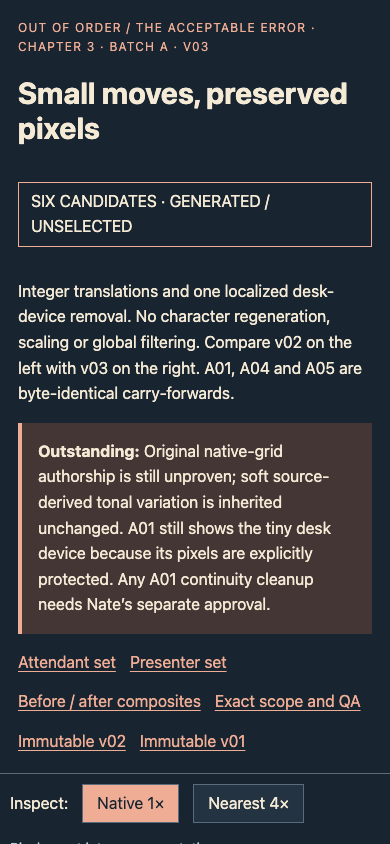 OUT OF ORDER / THE ACCEPTABLE ERROR ·
CHAPTER 3 · BATCH A · V03
Small moves, preserved
pixels
SIX CANDIDATES · GENERATED /
UNSELECTED
Integer translations and one localized desk-
device removal. No character regeneration,
scaling or global filtering. Compare v02 on the
left with v03 on the right. A01, A04 and A05 are
byte-identical carry-forwards.
Outstanding: Original native-grid
authorship is still unproven; soft source-
derived tonal variation is inherited
unchanged. A01 still shows the tiny desk
device because its pixels are explicitly
protected. Any A01 continuity cleanup
needs Nate’s separate approval.
Attendant set Presenter set
Before / after composites Exact scope and QA
Immutable v02 Immutable v01
Inspect: Native 1× Nearest 4×